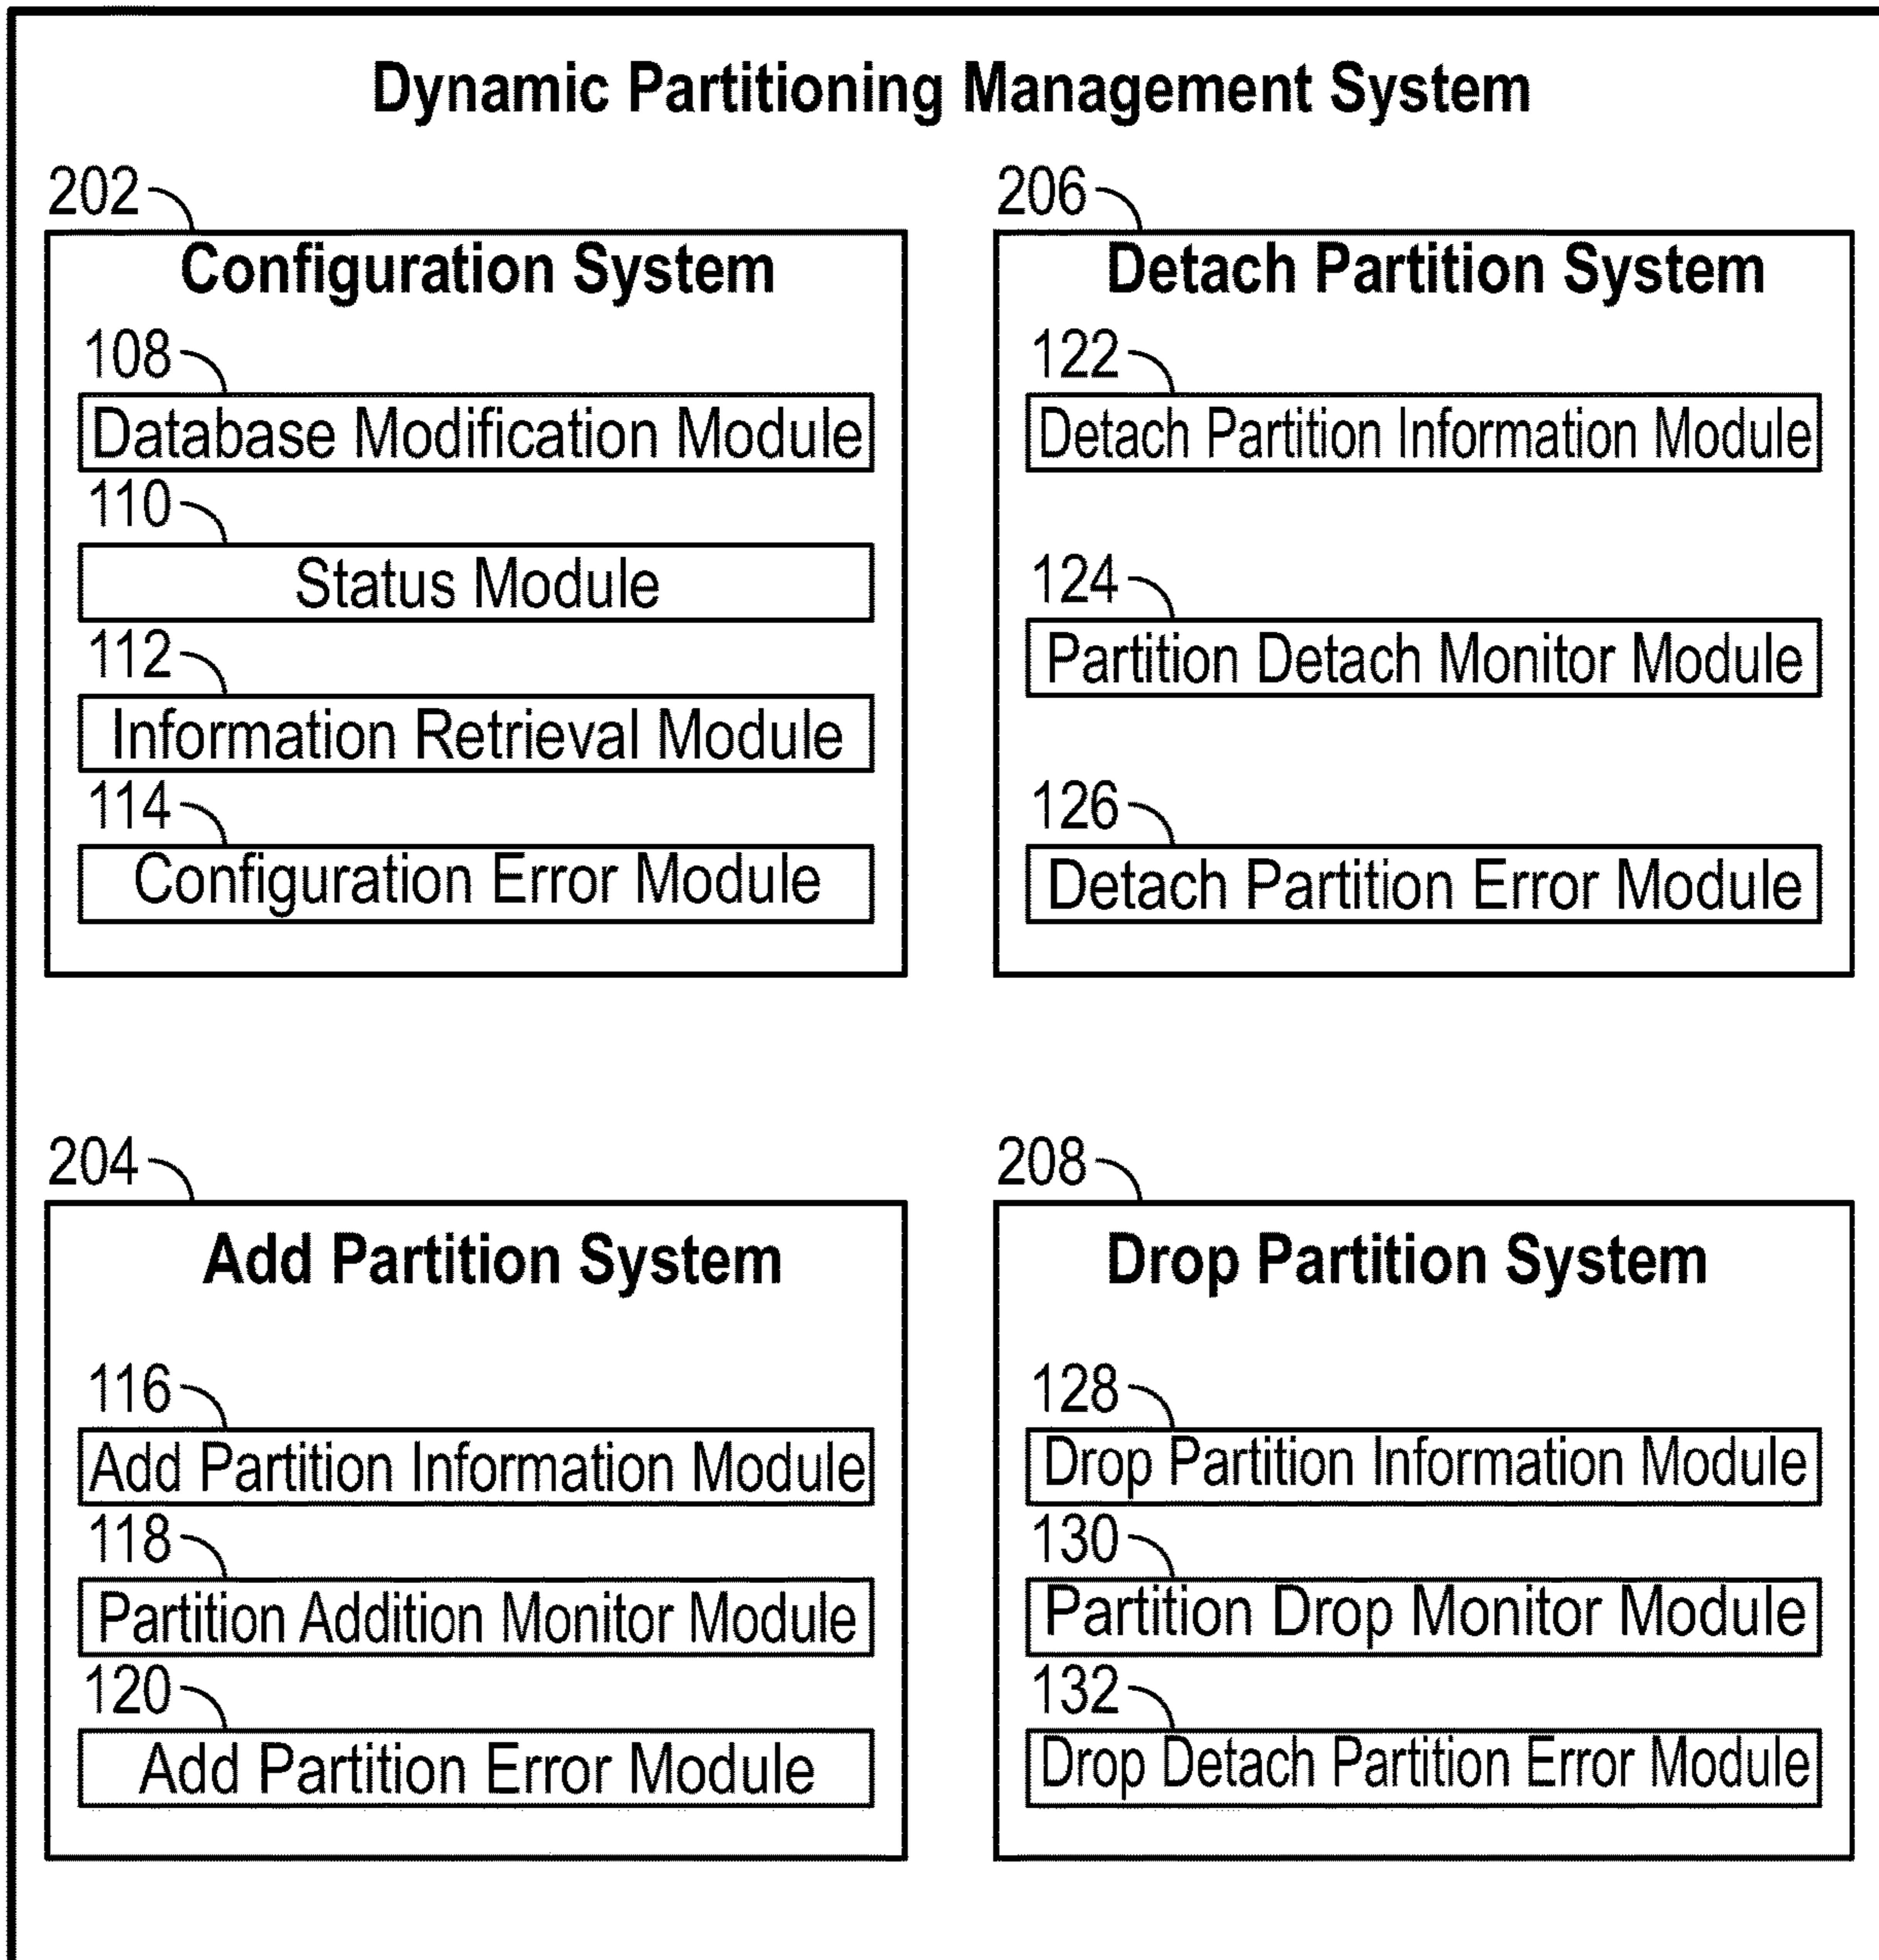 Dynamic Partitioning Management System
202
Configuration System
108
Database Modification Module
110
Status Module
112
Information Retrieval Module
114
Configuration Error Module
206
Detach Partition System
122
Detach Partition Information Module
124
Partition Detach Monitor Module
126
Detach Partition Error Module
204
Add Partition System
116
Add Partition Information Module
118
Partition Addition Monitor Module
120
Add Partition Error Module
208
Drop Partition System
128
Drop Partition Information Module
130
Partition Drop Monitor Module
132
Drop Detach Partition Error Module